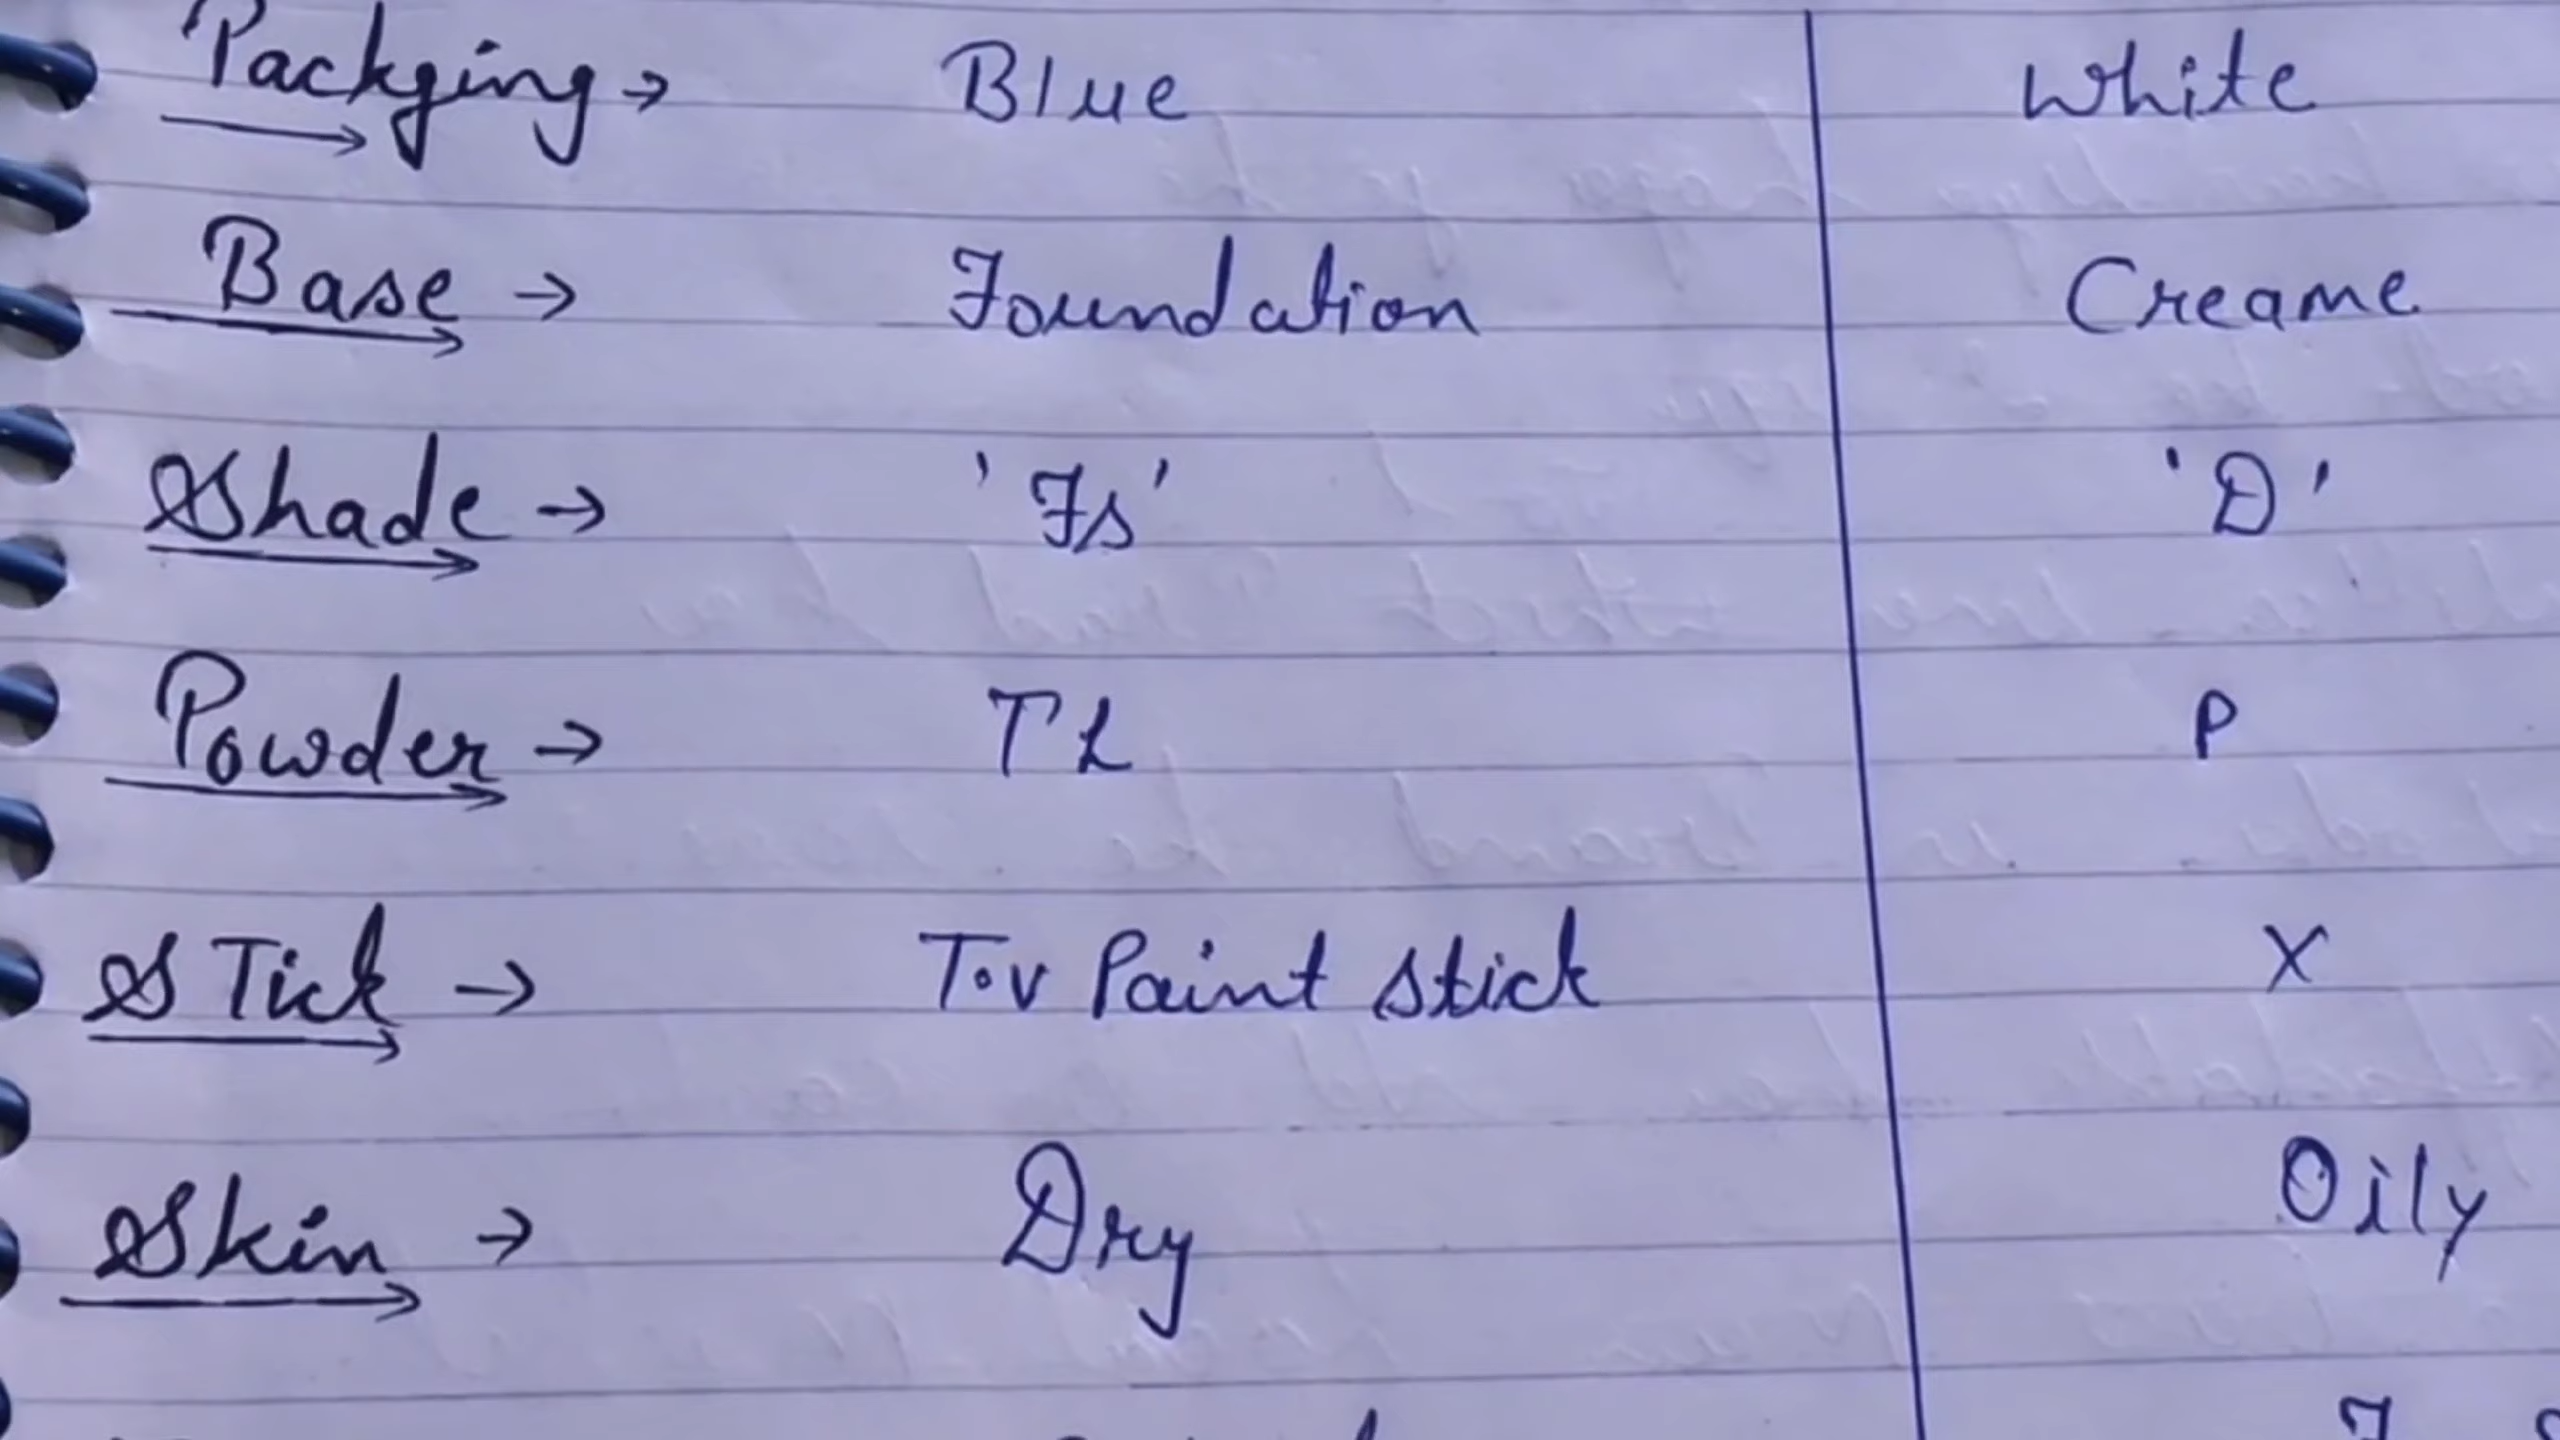 Packging → Blue White
Base → Foundation Creame
Shade → 'Fs' 'D'
Powder → TL P
STick → T.v Paint stick X
Skin → Dry Oily